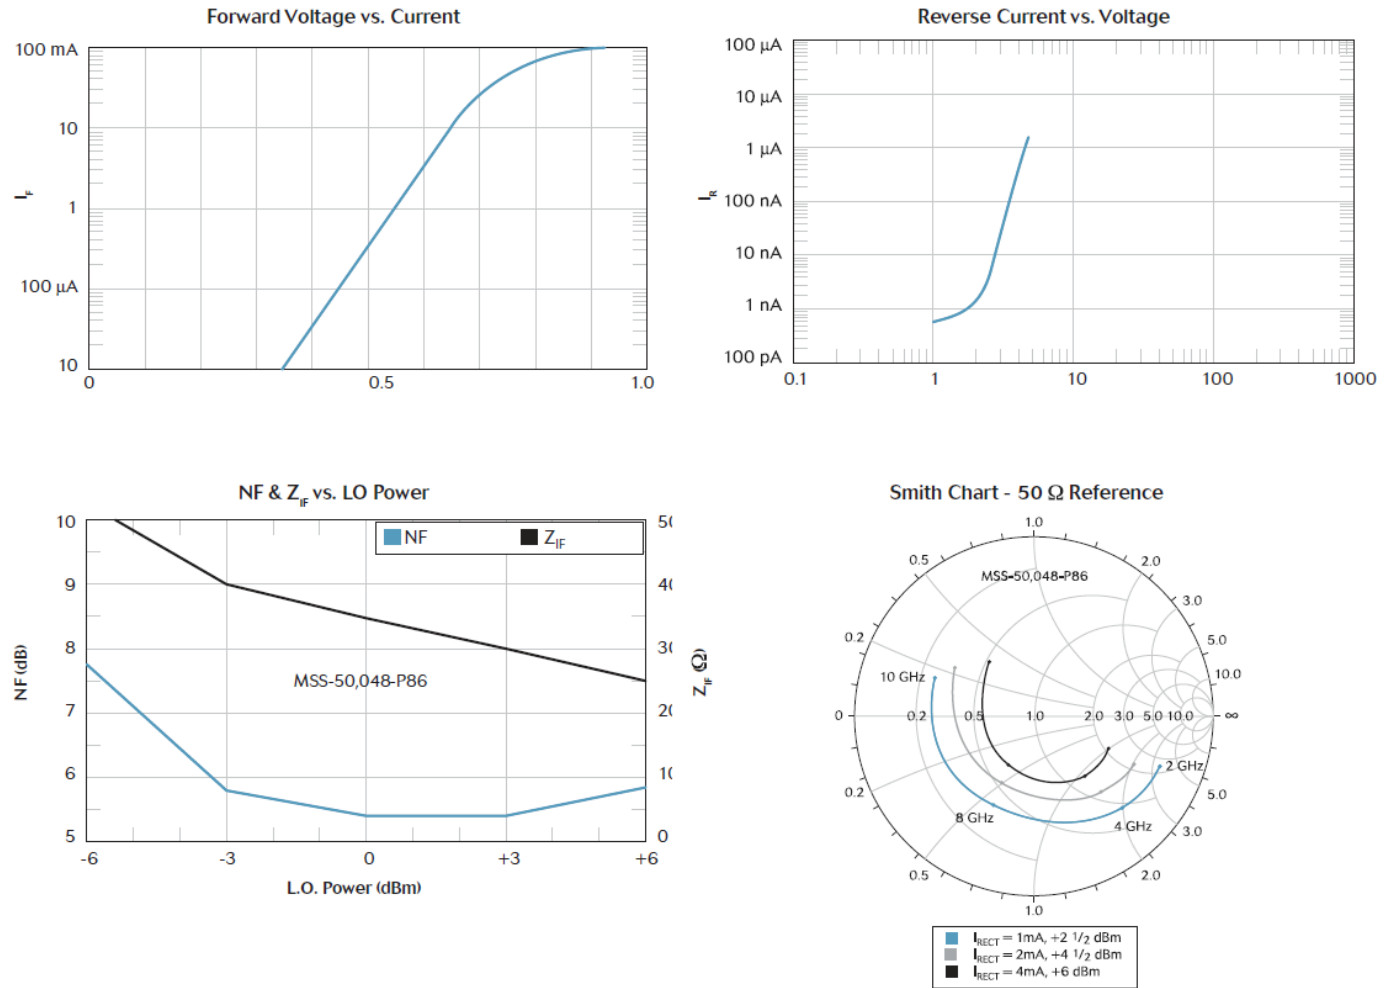 Forward Voltage vs. Current
100 mA
10
1
100 µA
10
I_F
0
0.5
1.0
Reverse Current vs. Voltage
100 µA
10 µA
1 µA
100 nA
10 nA
1 nA
100 pA
I_R
0.1
1
10
100
1000
NF & Z_IF vs. LO Power
NF
Z_IF
10
9
8
7
6
5
NF (dB)
MSS-50,048-P86
50
40
30
20
10
0
Z_IF (Ω)
-6
-3
0
+3
+6
L.O. Power (dBm)
Smith Chart - 50 Ω Reference
1.0
0.5
2.0
MSS-50,048-P86
3.0
0.2
5.0
10 GHz
10.0
0
0.2
0.5
1.0
2.0
3.0
5.0
10.0
∞
2 GHz
0.2
5.0
8 GHz
4 GHz
3.0
0.5
2.0
1.0
I_RECT = 1mA, +2 1/2 dBm
I_RECT = 2mA, +4 1/2 dBm
I_RECT = 4mA, +6 dBm